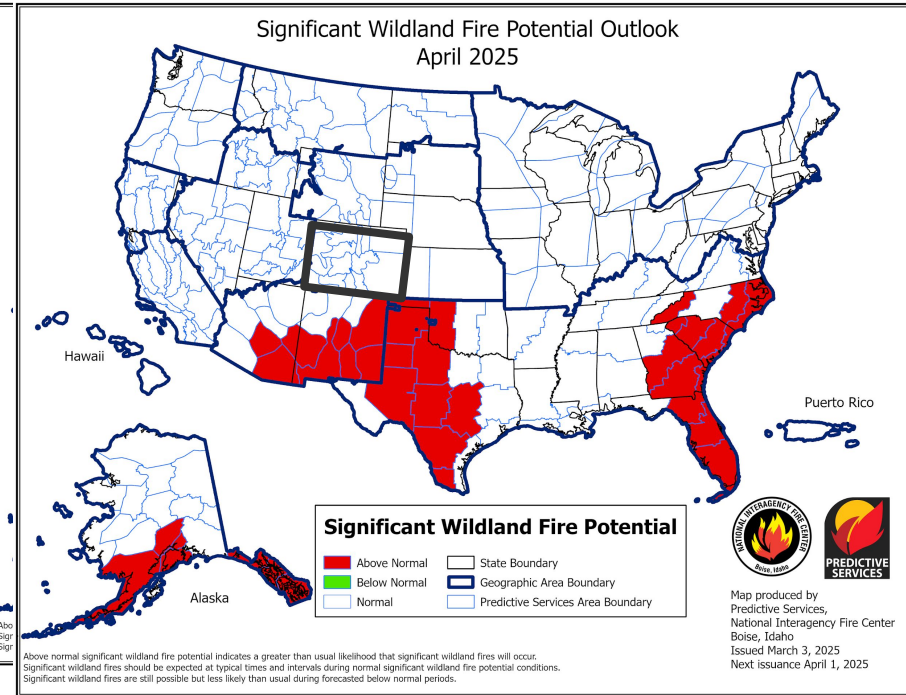 Significant Wildland Fire Potential Outlook
April 2025
Hawaii
Puerto Rico
Alaska
Significant Wildland Fire Potential
Above Normal
Below Normal
Normal
State Boundary
Geographic Area Boundary
Predictive Services Area Boundary
NATIONAL INTERAGENCY FIRE CENTER
Boise, Idaho
PREDICTIVE
SERVICES
Map produced by
Predictive Services,
National Interagency Fire Center
Boise, Idaho
Issued March 3, 2025
Next issuance April 1, 2025
Abo
Sigr
Sigr
Above normal significant wildland fire potential indicates a greater than usual likelihood that significant wildland fires will occur.
Significant wildland fires should be expected at typical times and intervals during normal significant wildland fire potential conditions.
Significant wildland fires are still possible but less likely than usual during forecasted below normal periods.